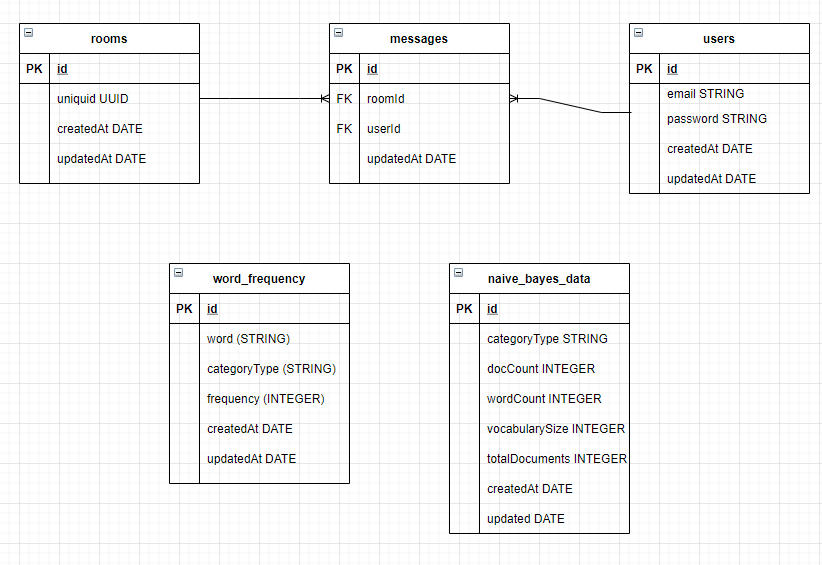 rooms
PK id
uniquid UUID
createdAt DATE
updatedAt DATE
messages
PK id
FK roomId
FK userId
updatedAt DATE
users
PK id
email STRING
password STRING
createdAt DATE
updatedAt DATE
word_frequency
PK id
word (STRING)
categoryType (STRING)
frequency (INTEGER)
createdAt DATE
updatedAt DATE
naive_bayes_data
PK id
categoryType STRING
docCount INTEGER
wordCount INTEGER
vocabularySize INTEGER
totalDocuments INTEGER
createdAt DATE
updated DATE